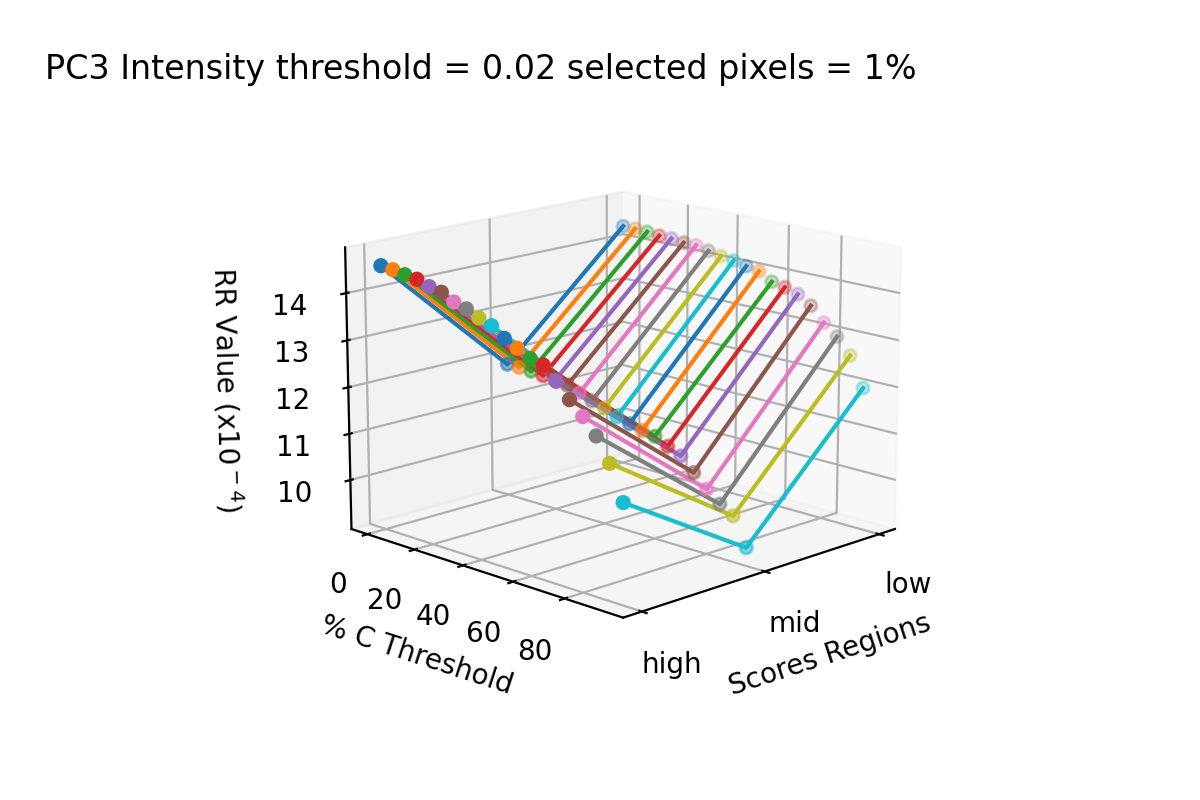 PC3 Intensity threshold = 0.02 selected pixels = 1%
RR Value (x10⁻⁴)
14
13
12
11
10
0
20
40
60
80
% C Threshold
high
mid
low
Scores Regions